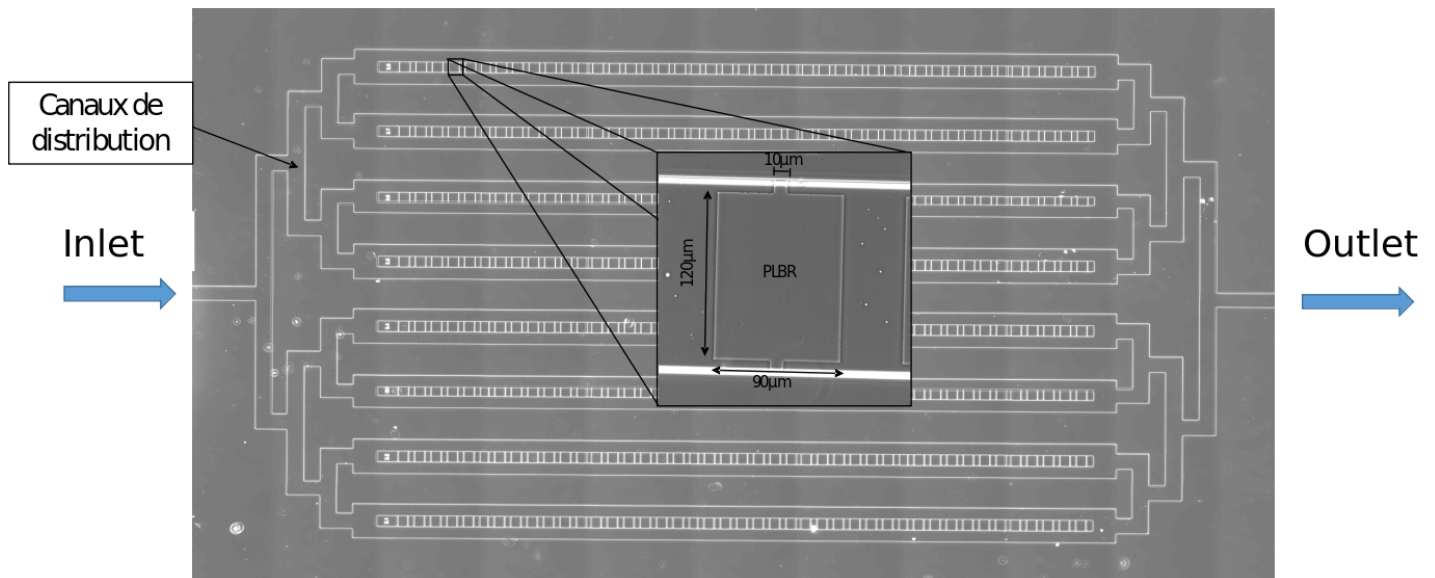 Canaux de
distribution
Inlet
Outlet
10µm
120µm
PLBR
90µm